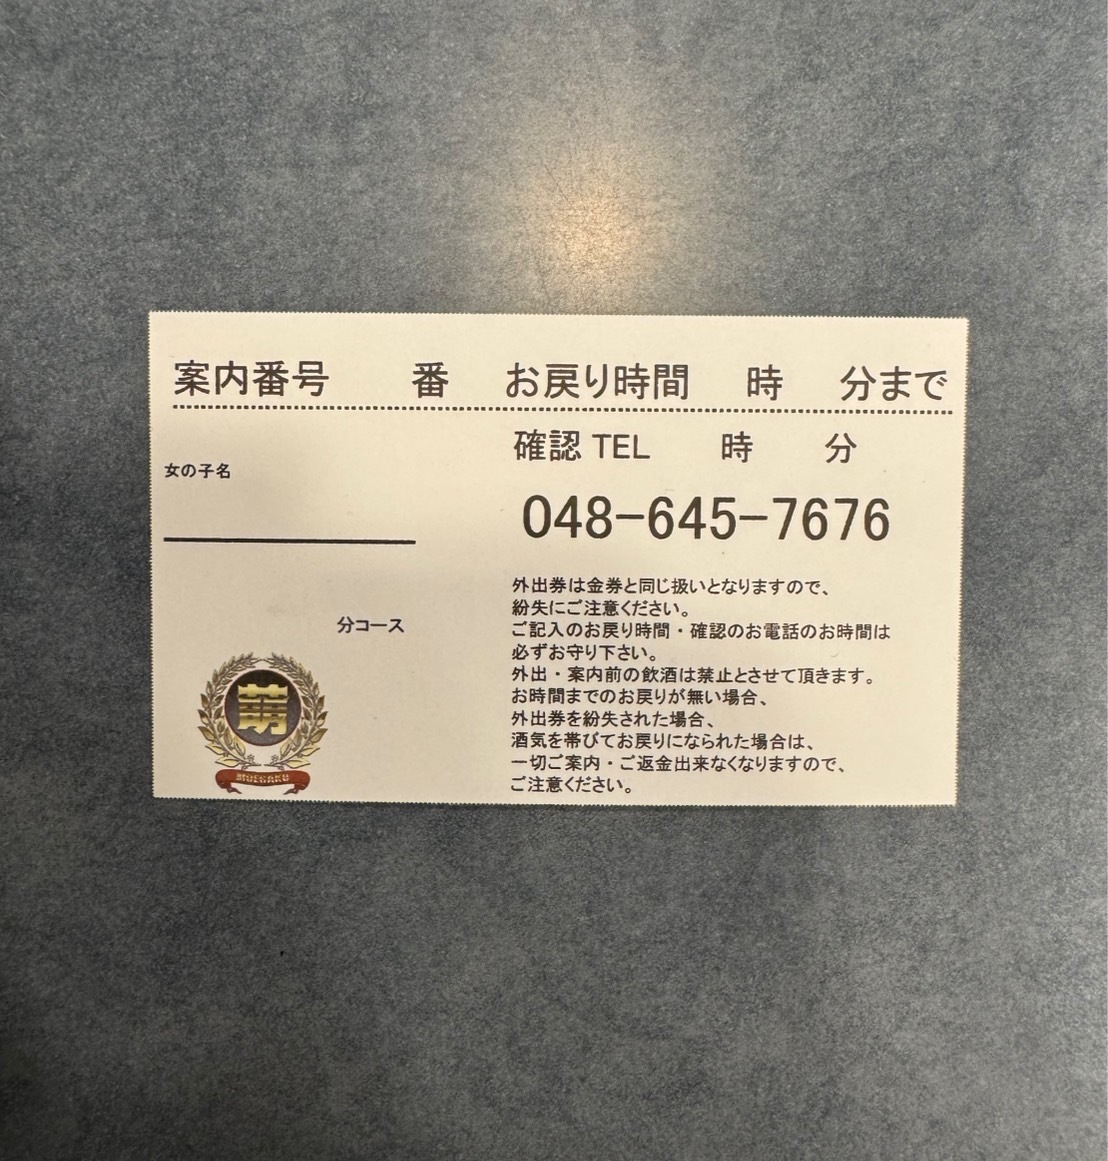 案内番号 番 お戻り時間 時 分まで
確認 TEL 時 分
女の子名
048-645-7676
分コース
萌
MOEGAKU
外出券は金券と同じ扱いとなりますので、
紛失にご注意ください。
ご記入のお戻り時間・確認のお電話のお時間は
必ずお守り下さい。
外出・案内前の飲酒は禁止とさせて頂きます。
お時間までのお戻りが無い場合、
外出券を紛失された場合、
酒気を帯びてお戻りになられた場合は、
一切ご案内・ご返金出来なくなりますので、
ご注意ください。